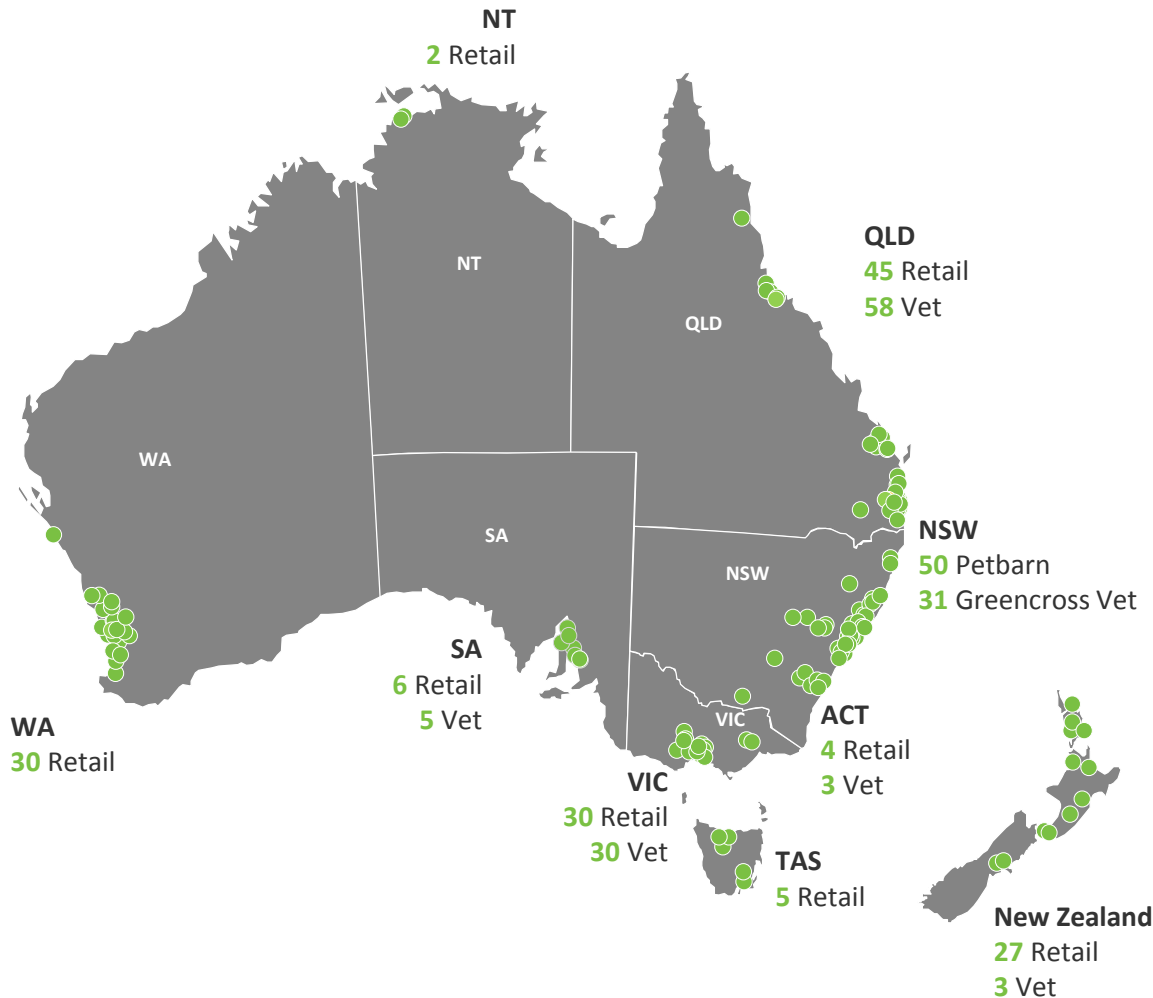 NT
2 Retail
NT
QLD
45 Retail
58 Vet
QLD
WA
SA
NSW
NSW
50 Petbarn
31 Greencross Vet
SA
6 Retail
5 Vet
WA
30 Retail
VIC
ACT
4 Retail
3 Vet
VIC
30 Retail
30 Vet
TAS
5 Retail
New Zealand
27 Retail
3 Vet